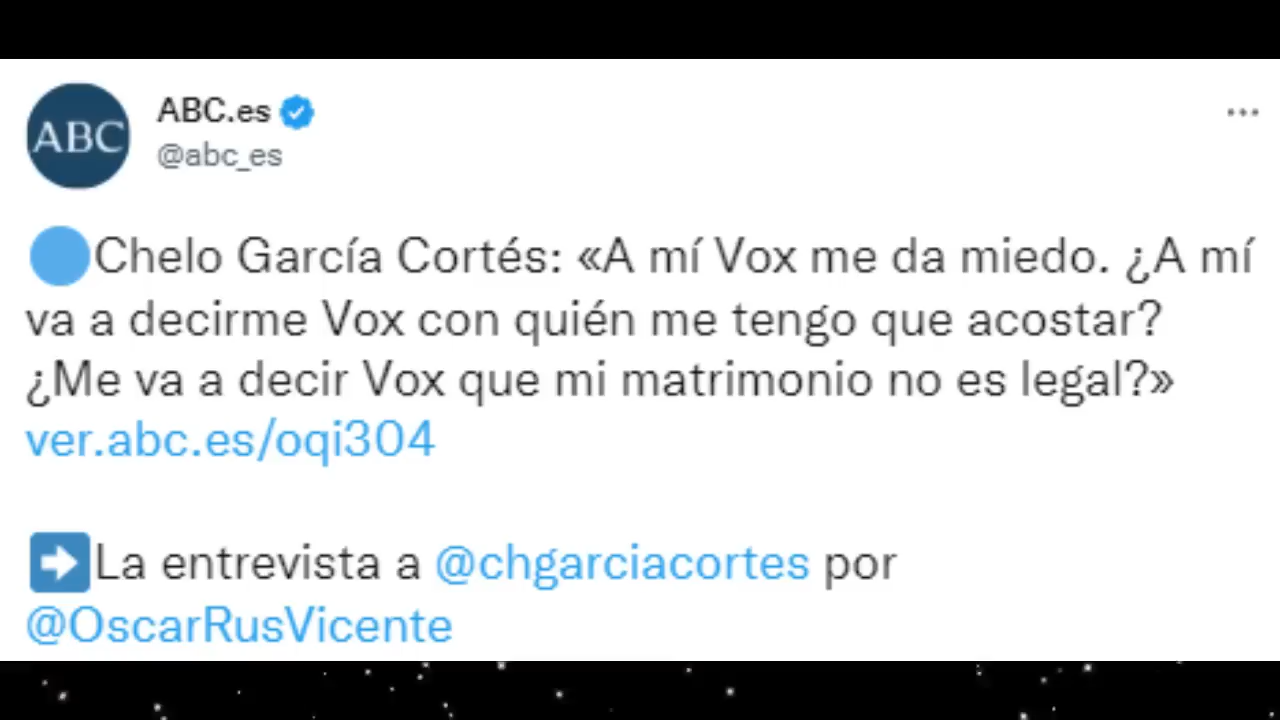 ABC
ABC.es
@abc_es
Chelo García Cortés: «A mí Vox me da miedo. ¿A mí
va a decirme Vox con quién me tengo que acostar?
¿Me va a decir Vox que mi matrimonio no es legal?»
ver.abc.es/oqi304
La entrevista a @chgarciacortes por
@OscarRusVicente